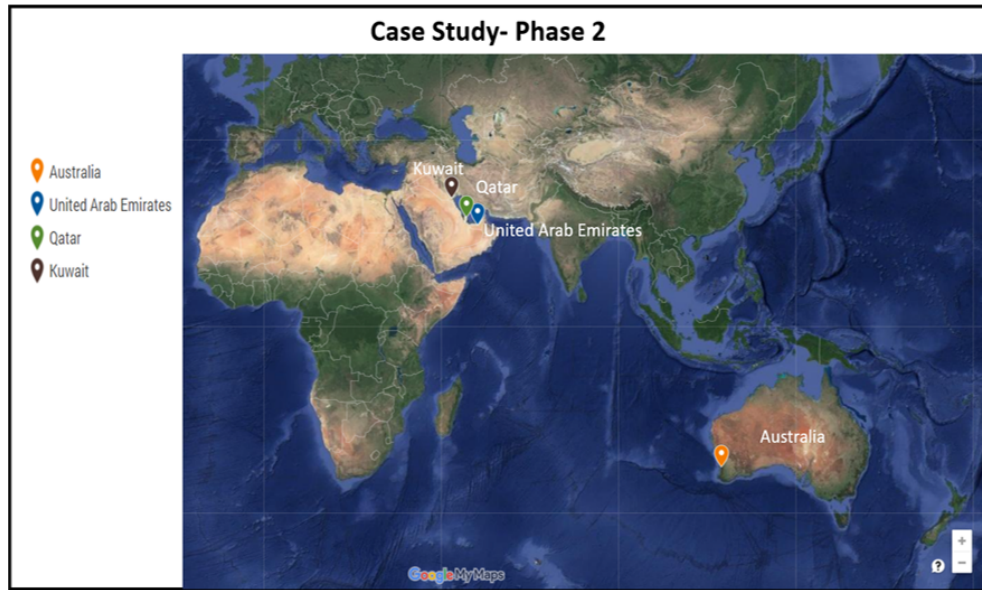 Case Study- Phase 2
Australia
United Arab Emirates
Qatar
Kuwait
Kuwait
Qatar
United Arab Emirates
Australia
Google My Maps
+
?
−